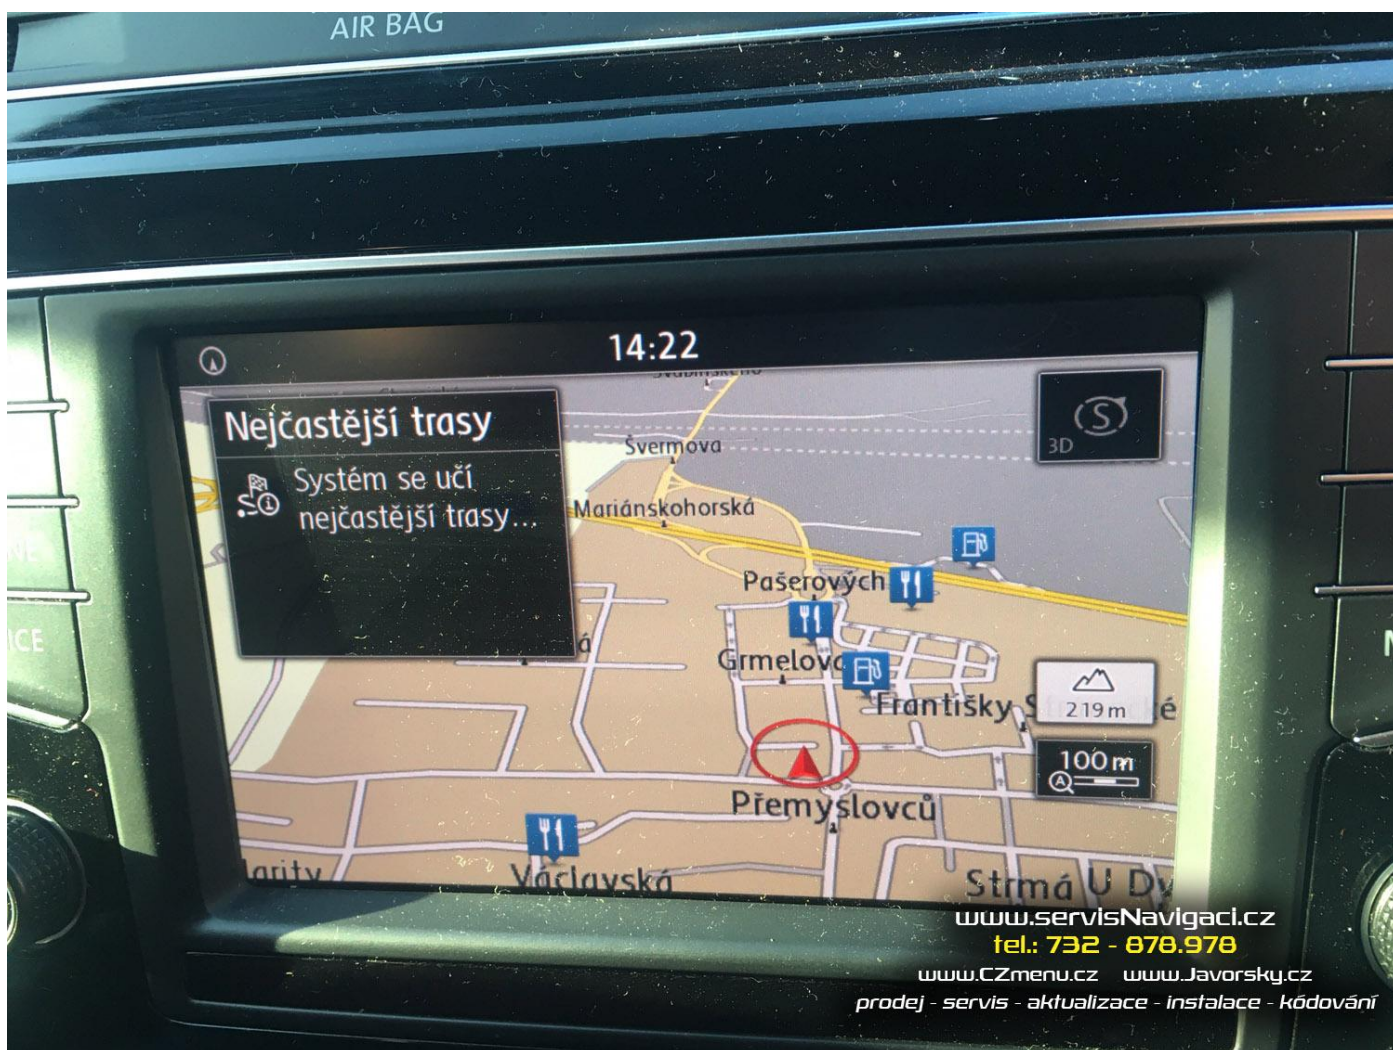 AIR BAG
14:22
Nejčastější trasy
Systém se učí
nejčastější trasy...
3D
S
Švermova
Mariánskohorská
Pašerových
Grmelova
Františky
219 m
100 m
A
Přemyslovců
Václavská
Strmá
U Dv
www.servisNavigaci.cz
tel.: 732 - 878.978
www.CZmenu.cz www.Javorsky.cz
prodej - servis - aktualizace - instalace - kódování